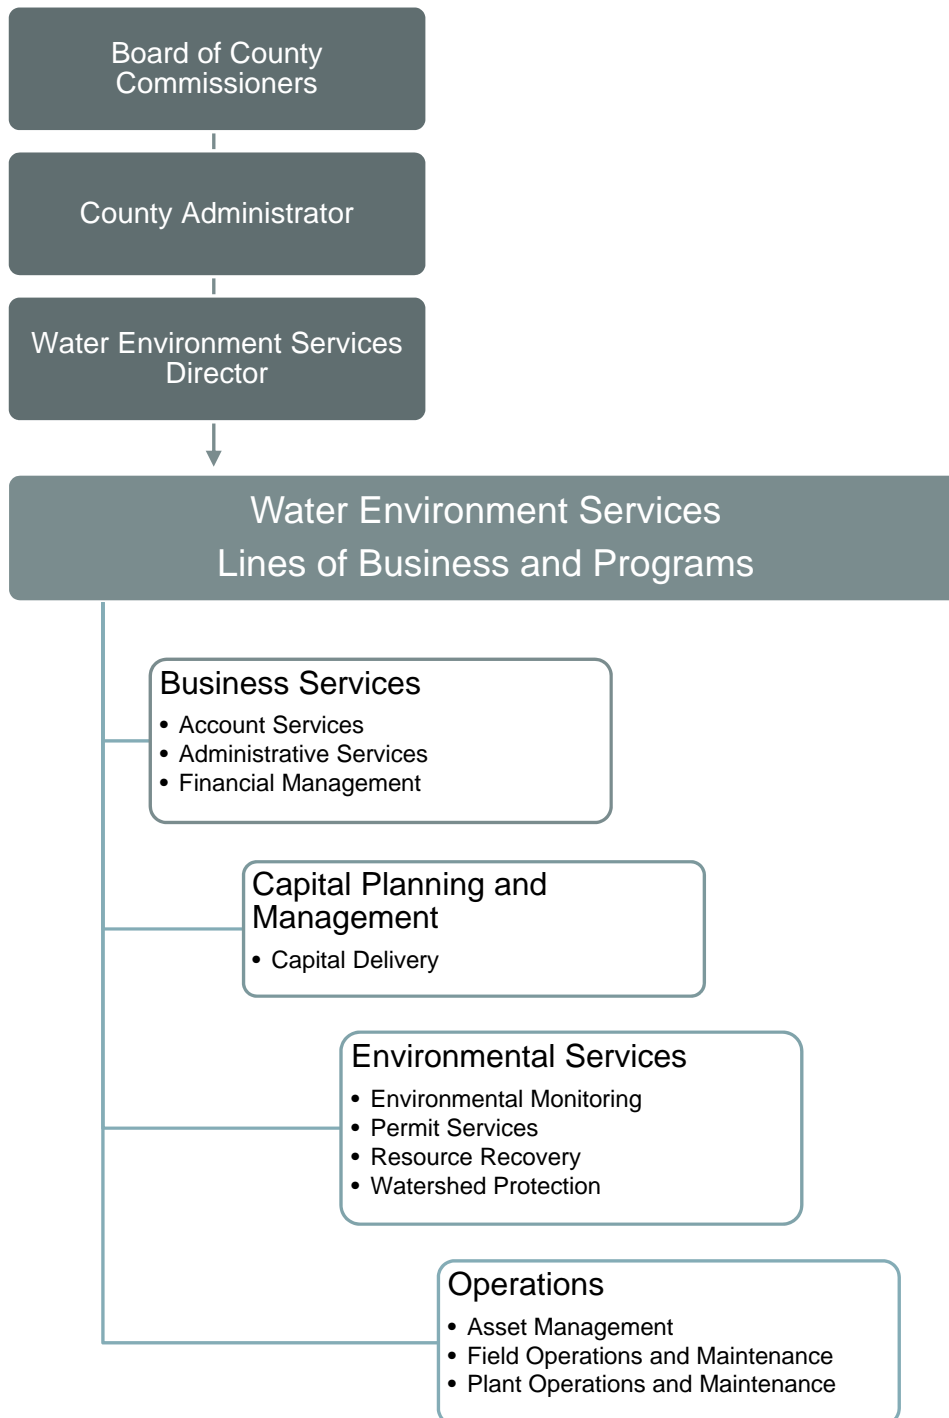 Board of County
Commissioners
County Administrator
Water Environment Services
Director
Water Environment Services
Lines of Business and Programs
Business Services
• Account Services
• Administrative Services
• Financial Management
Capital Planning and
Management
• Capital Delivery
Environmental Services
• Environmental Monitoring
• Permit Services
• Resource Recovery
• Watershed Protection
Operations
• Asset Management
• Field Operations and Maintenance
• Plant Operations and Maintenance